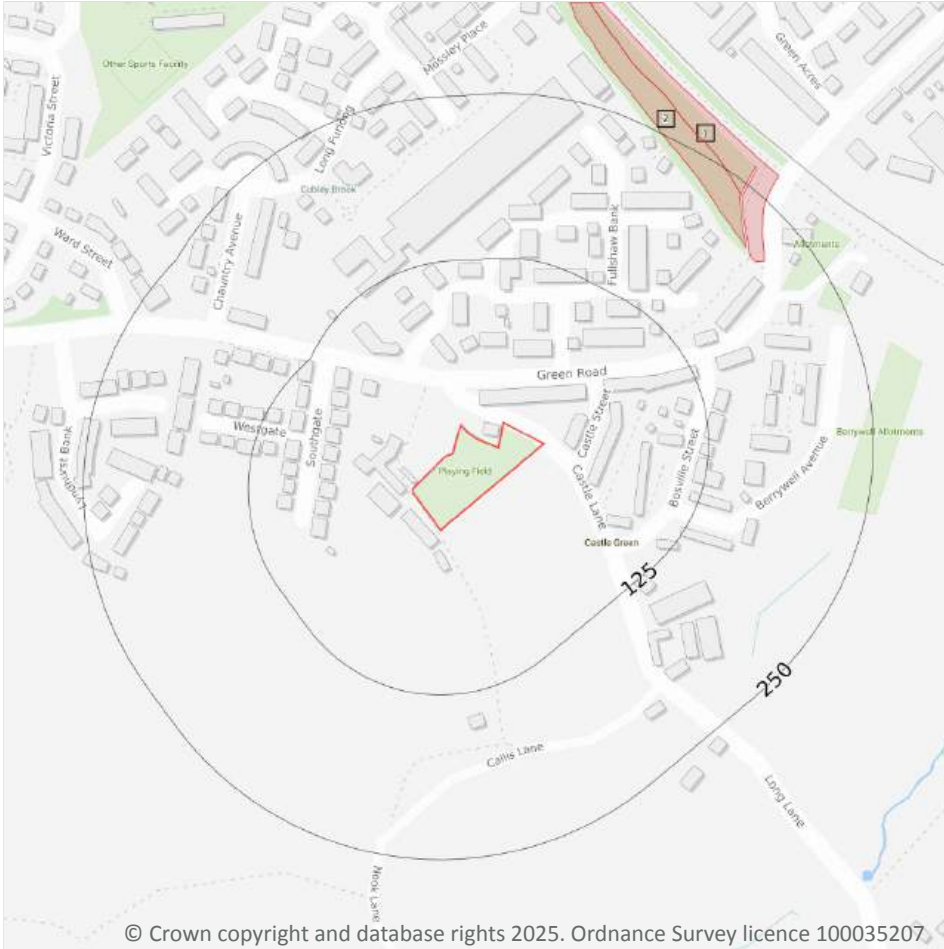 Other Sports Facility
Victoria Street
Mossley Place
Green Acres
Long Furlong
Cubley Brook
2
1
Ward Street
Chauntry Avenue
Fullshaw Bank
Allotments
Green Road
Westgate
Southgate
Lyndhurst Bank
Playing Field
Castle Street
Castle Lane
Bosville Street
Berrywell Allotments
Berrywell Avenue
Castle Green
125
250
Callis Lane
Long Lane
Nook Lane
© Crown copyright and database rights 2025. Ordnance Survey licence 100035207.